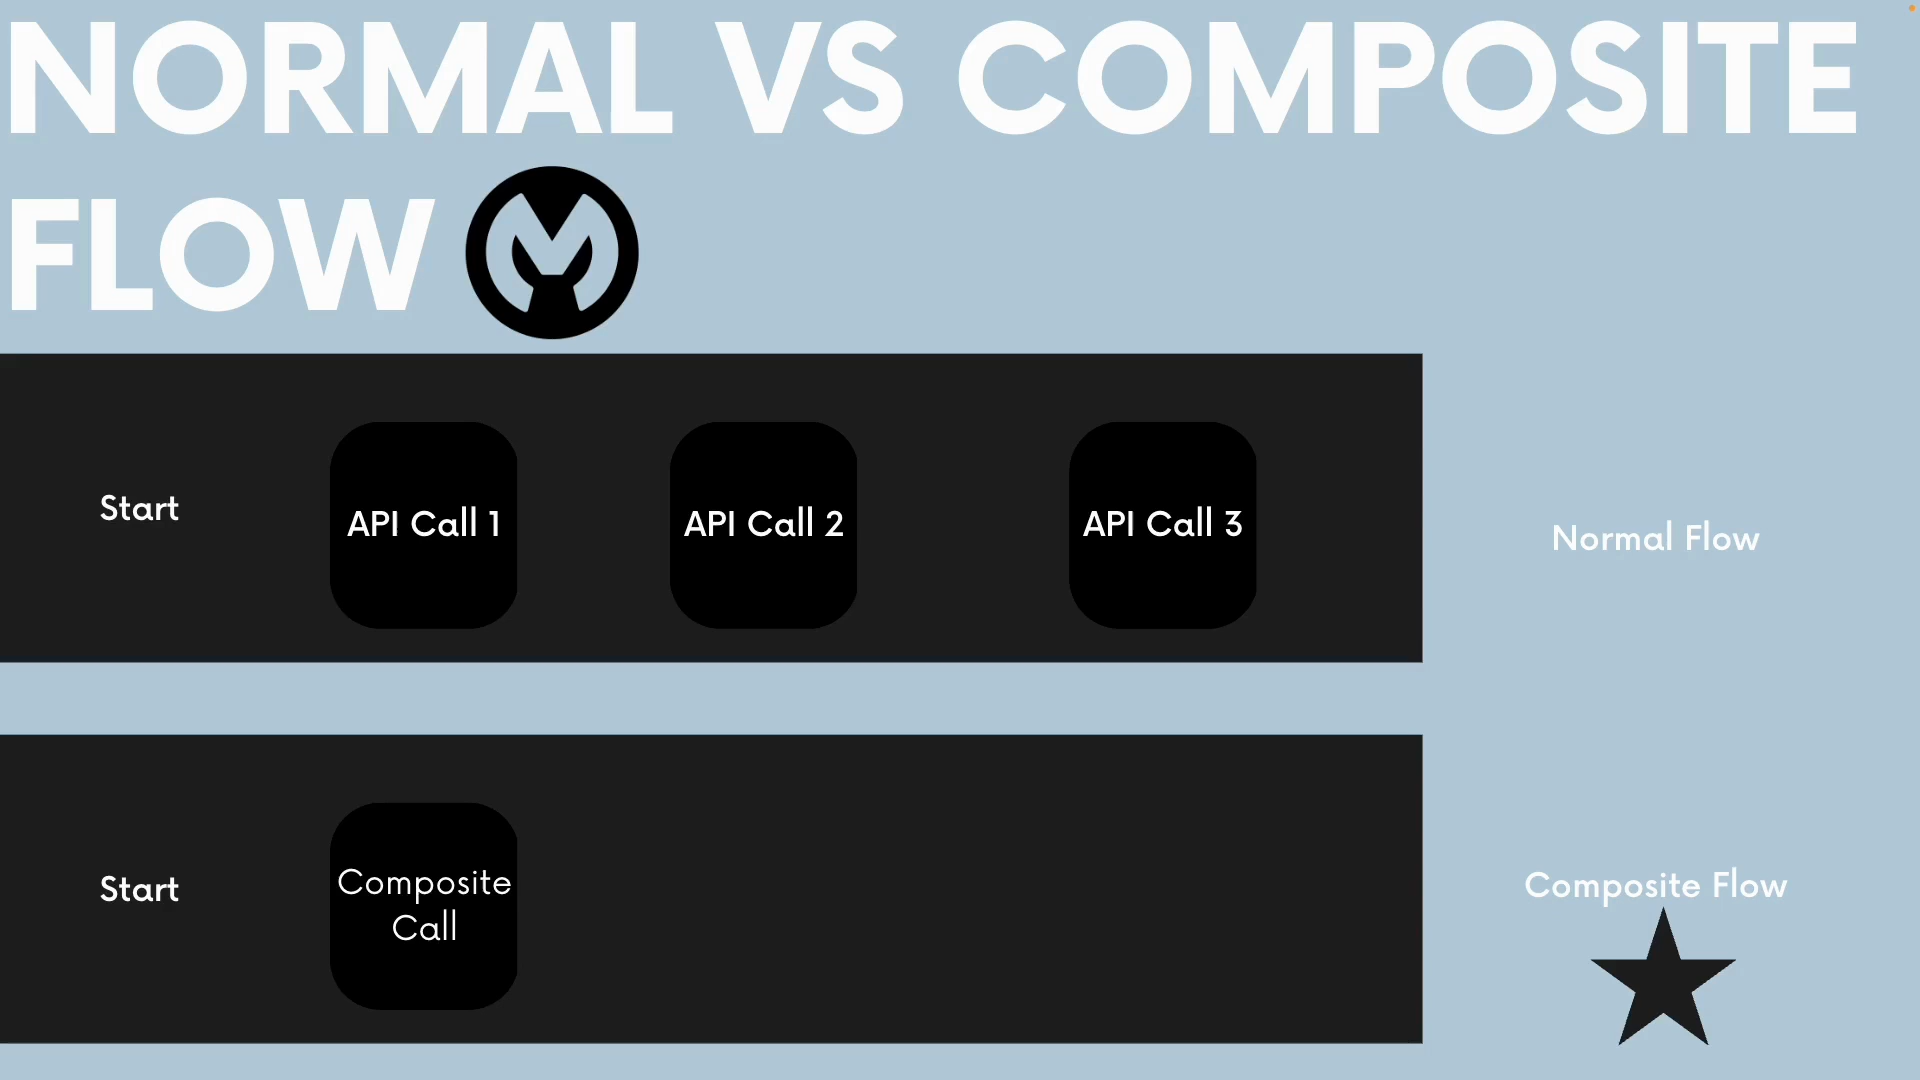 NORMAL VS COMPOSITE
FLOW
Start
API Call 1
API Call 2
API Call 3
Normal Flow
Start
Composite
Call
Composite Flow